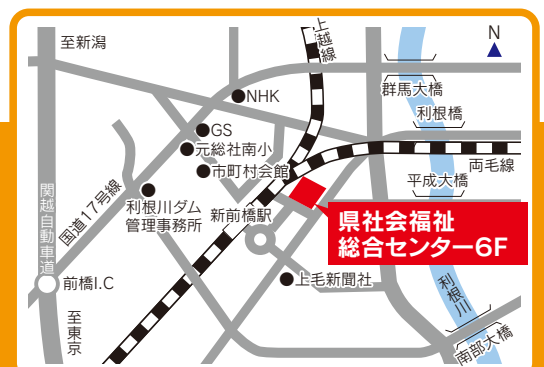 至新潟
上越線
N
NHK
群馬大橋
利根橋
GS
元総社南小
市町村会館
両毛線
平成大橋
国道17号線
利根川ダム
管理事務所
新前橋駅
県社会福祉
総合センター6F
関越自動車道
前橋I.C
上毛新聞社
利根川
至東京
南部大橋